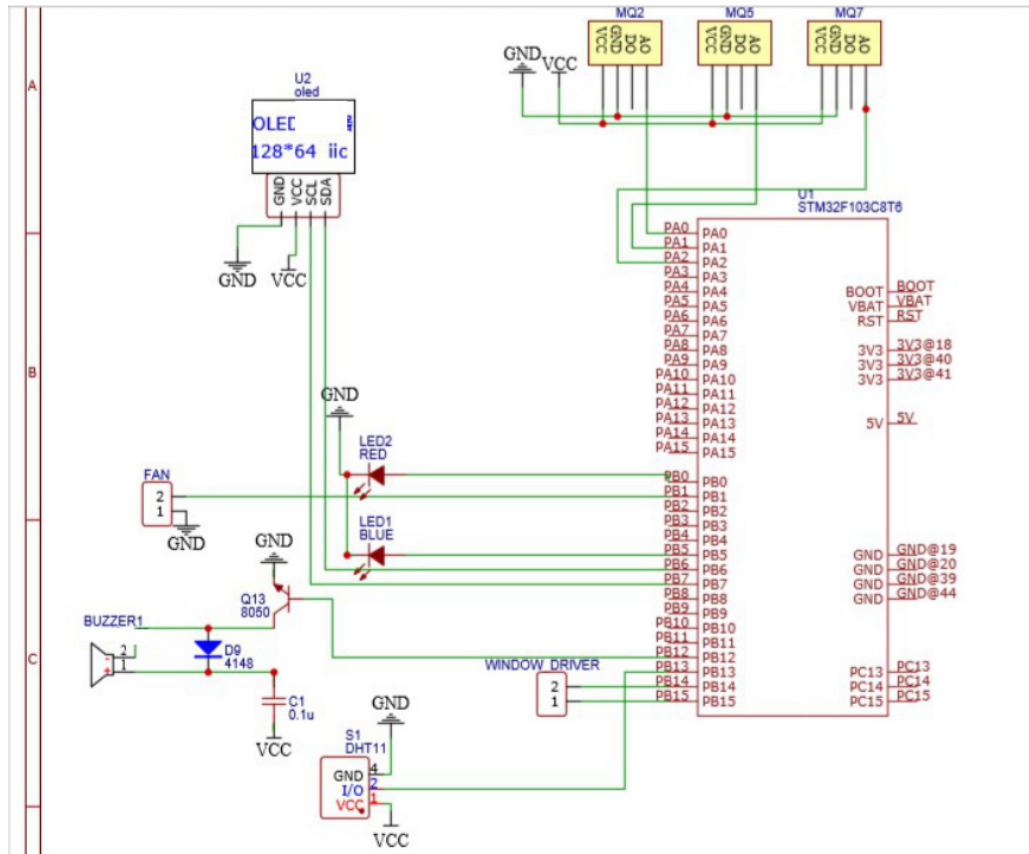 MQ2
MQ5
MQ7
VCC
GND
DO
AO
VCC
GND
DO
AO
VCC
GND
DO
AO
GND
VCC
A
U2
oled
OLED
128*64 iic
GND
VCC
SCL
SDA
GND
VCC
U1
STM32F103C8T6
PA0 PA0
PA1 PA1
PA2 PA2
PA3 PA3
PA4 PA4
PA5 PA5
PA6 PA6
PA7 PA7
PA8 PA8
PA9 PA9
PA10 PA10
PA11 PA11
PA12 PA12
PA13 PA13
PA14 PA14
PA15 PA15
PB0 PB0
PB1 PB1
PB2 PB2
PB3 PB3
PB4 PB4
PB5 PB5
PB6 PB6
PB7 PB7
PB8 PB8
PB9 PB9
PB10 PB10
PB11 PB11
PB12 PB12
PB13 PB13
PB14 PB14
PB15 PB15
BOOT BOOT
VBAT VBAT
RST RST
3V3 3V3@18
3V3 3V3@40
3V3 3V3@41
5V 5V
GND GND@19
GND GND@20
GND GND@39
GND GND@44
PC13 PC13
PC14 PC14
PC15 PC15
B
GND
LED2
RED
FAN
2
1
GND
LED1
BLUE
GND
Q13
8050
BUZZER1
2
1
D9
4148
C
C1
0.1u
VCC
WINDOW_DRIVER
2
1
GND
S1
DHT11
GND 4
I/O 2
VCC 1
VCC